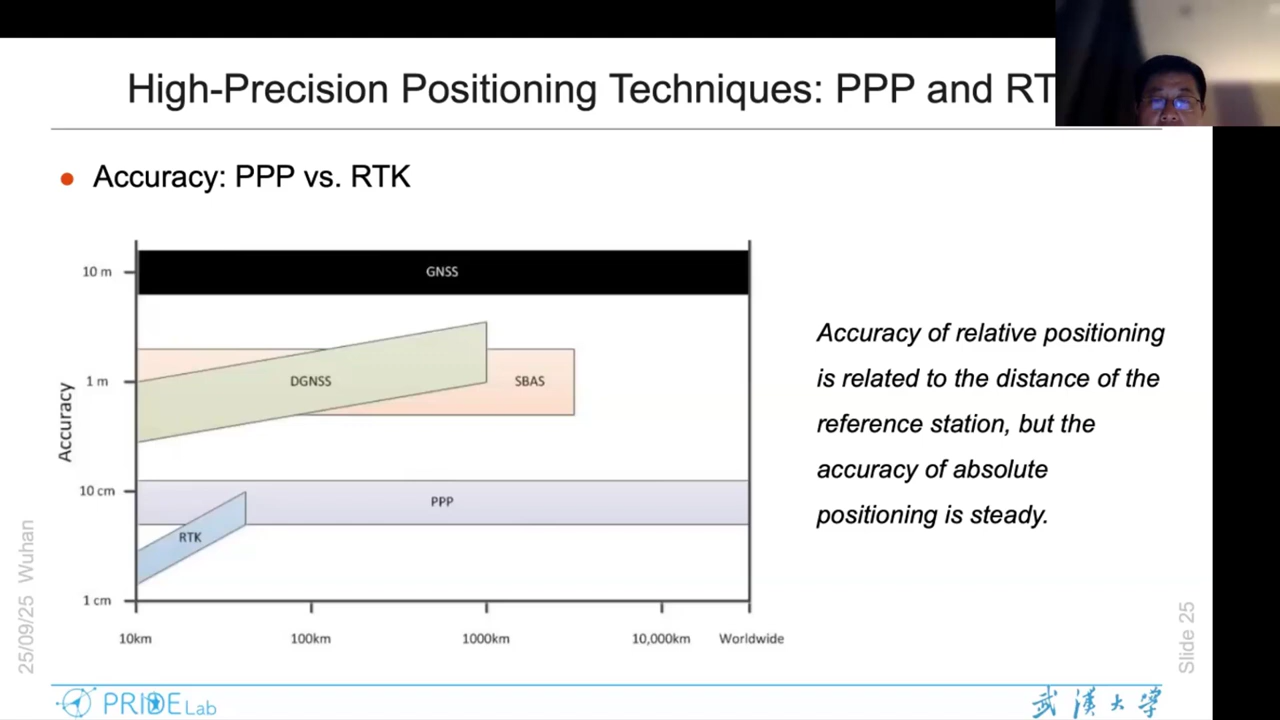 High-Precision Positioning Techniques: PPP and RT
Accuracy: PPP vs. RTK
10 m
GNSS
DGNSS
SBAS
1 m
Accuracy
10 cm
PPP
RTK
1 cm
10km
100km
1000km
10,000km
Worldwide
Accuracy of relative positioning
is related to the distance of the
reference station, but the
accuracy of absolute
positioning is steady.
25/09/25 Wuhan
Slide 25
PRIDE Lab
武漢大学